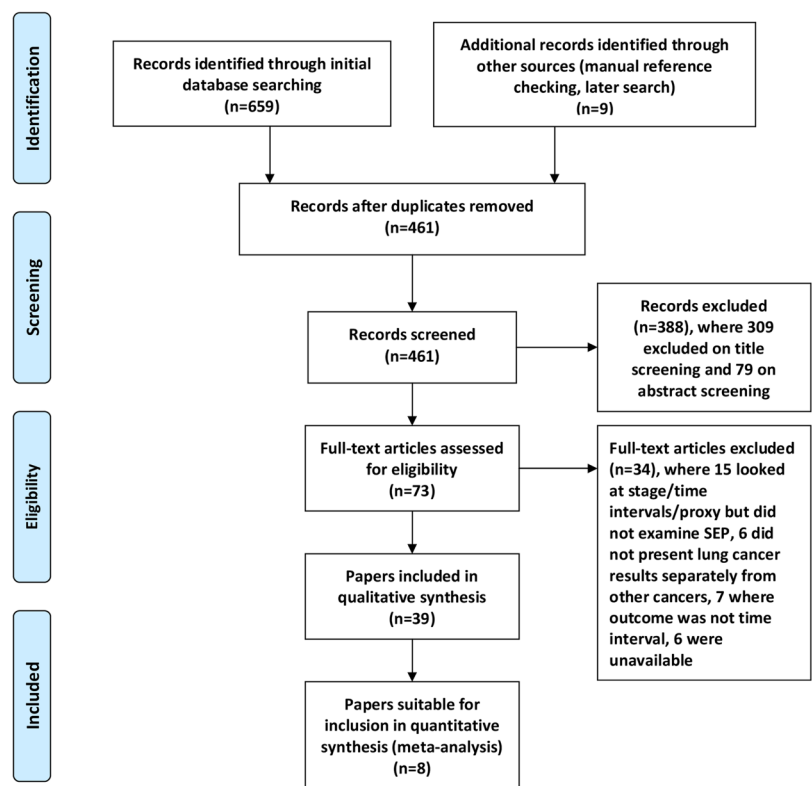 Identification
Records identified through initial
database searching
(n=659)
Additional records identified through
other sources (manual reference
checking, later search)
(n=9)
Records after duplicates removed
(n=461)
Screening
Records screened
(n=461)
Records excluded
(n=388), where 309
excluded on title
screening and 79 on
abstract screening
Eligibility
Full-text articles assessed
for eligibility
(n=73)
Full-text articles excluded
(n=34), where 15 looked
at stage/time
intervals/proxy but did
not examine SEP, 6 did
not present lung cancer
results separately from
other cancers, 7 where
outcome was not time
interval, 6 were
unavailable
Papers included in
qualitative synthesis
(n=39)
Included
Papers suitable for
inclusion in quantitative
synthesis (meta-analysis)
(n=8)